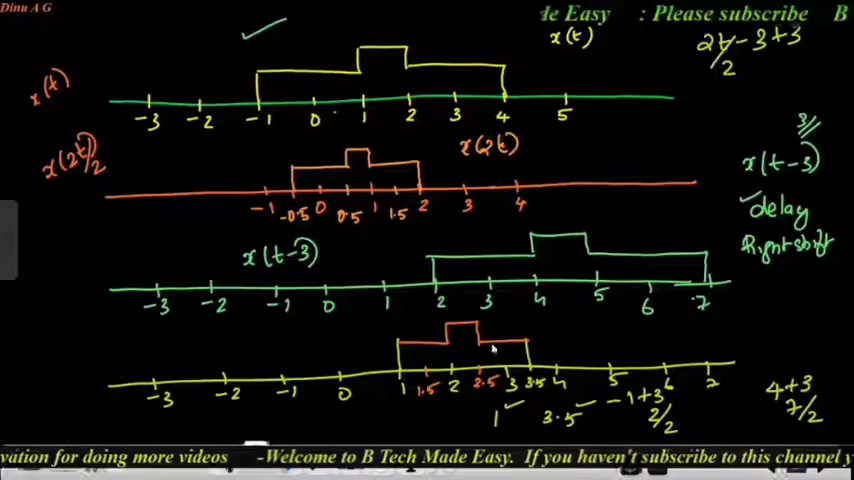 Dinu A G
de Easy : Please subscribe B
x(t)
2t-3+3
2
x(t)
-3 -2 -1 0 1 2 3 4 5
x(2t)/2
x(2t)
3//
x(t-3)
-1 -0.5 0 0.5 1 1.5 2 3 4
delay
Right shift
x(t-3)
-3 -2 -1 0 1 2 3 4 5 6 7
-3 -2 -1 0 1 1.5 2 2.5 3 3.5 4 5 6 7
1 3.5 -1+3
2/2
4+3
7/2
vation for doing more videos -Welcome to B Tech Made Easy. If you haven't subscribe to this channel y